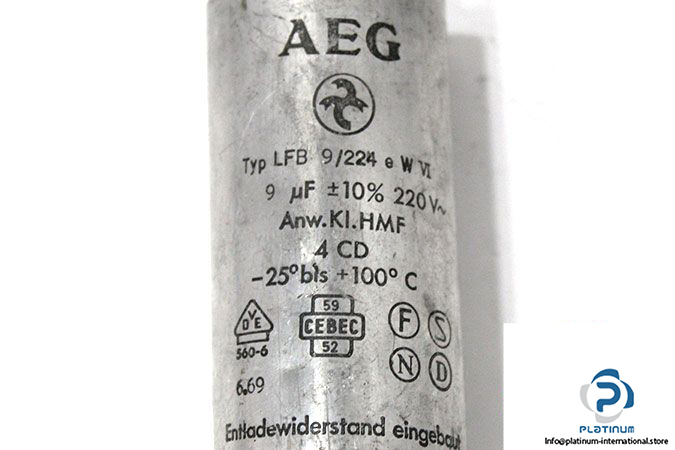 AEG
Typ LFB 9/224 e W VI
9 µF ±10% 220V~
Anw.Kl.HMF
4 CD
-25° bis +100° C
VDE
560-6
59
CEBEC
52
F S
N D
6.69
Entladewiderstand eingebaut
PLATINUM
Info@platinum-international.store